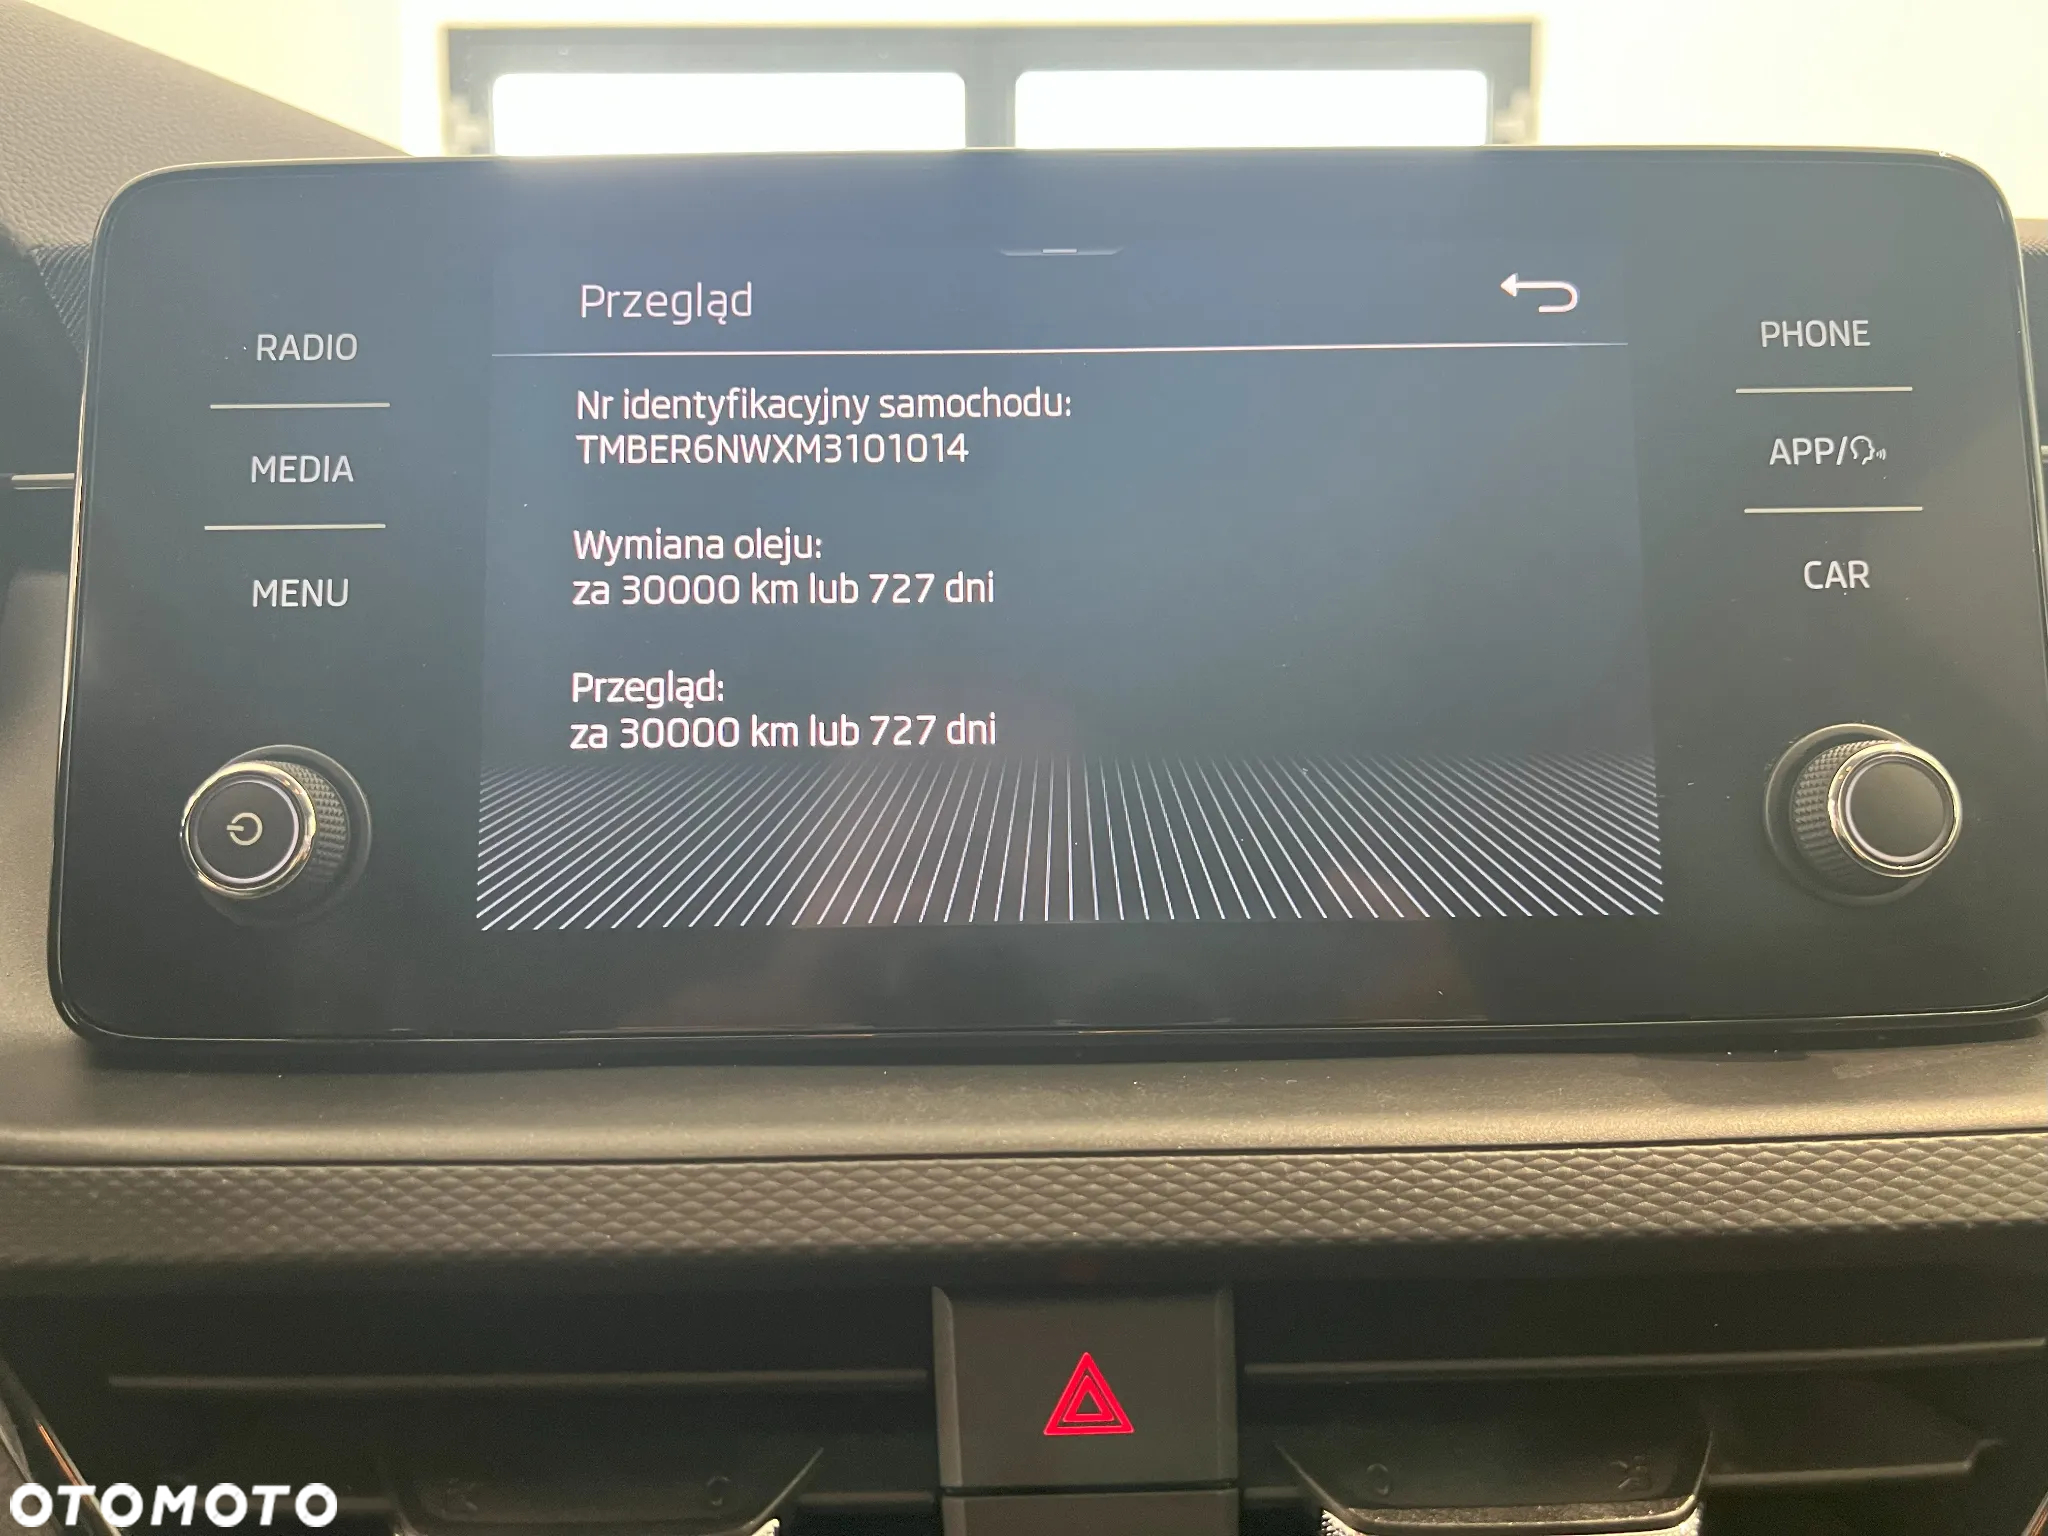 Przegląd
RADIO
MEDIA
MENU
Nr identyfikacyjny samochodu:
TMBER6NWXM3101014
Wymiana oleju:
za 30000 km lub 727 dni
Przegląd:
za 30000 km lub 727 dni
PHONE
APP/
CAR
OTOMOTO